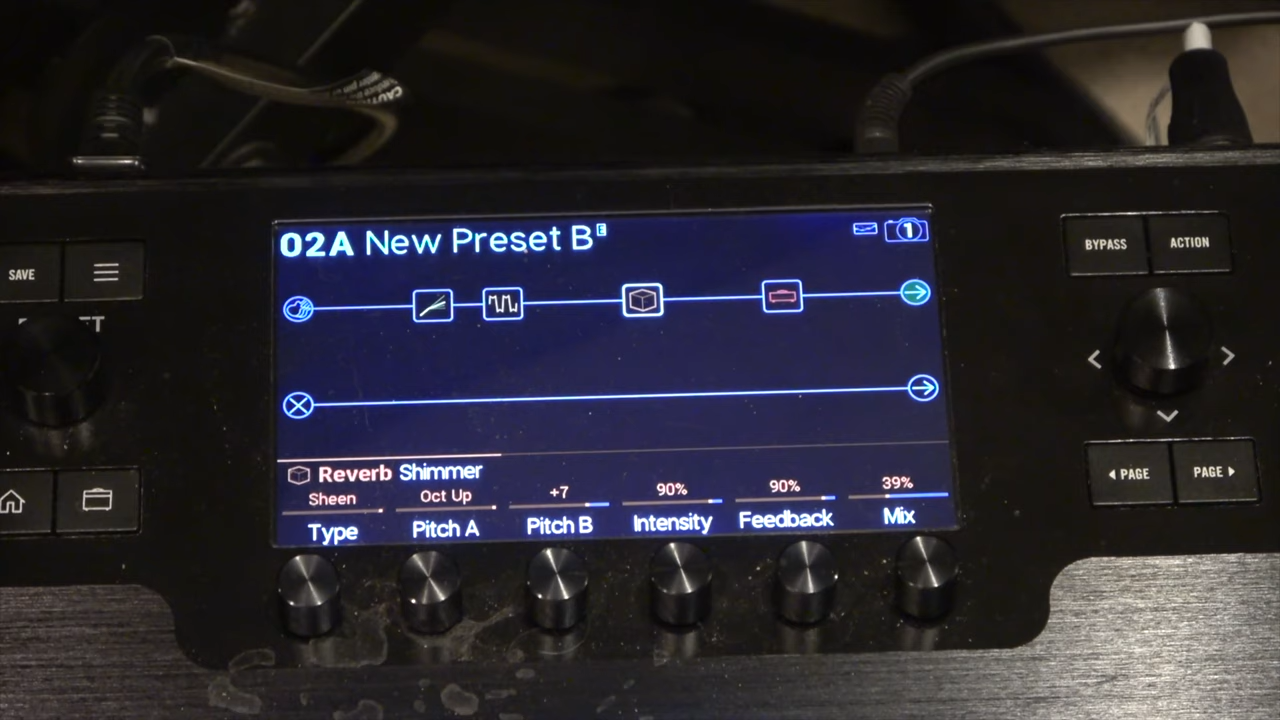 CAUTION
02A New Preset B E
1
SAVE
BYPASS
ACTION
Reverb Shimmer
Sheen
Oct Up
+7
90%
90%
39%
Type
Pitch A
Pitch B
Intensity
Feedback
Mix
PAGE
PAGE